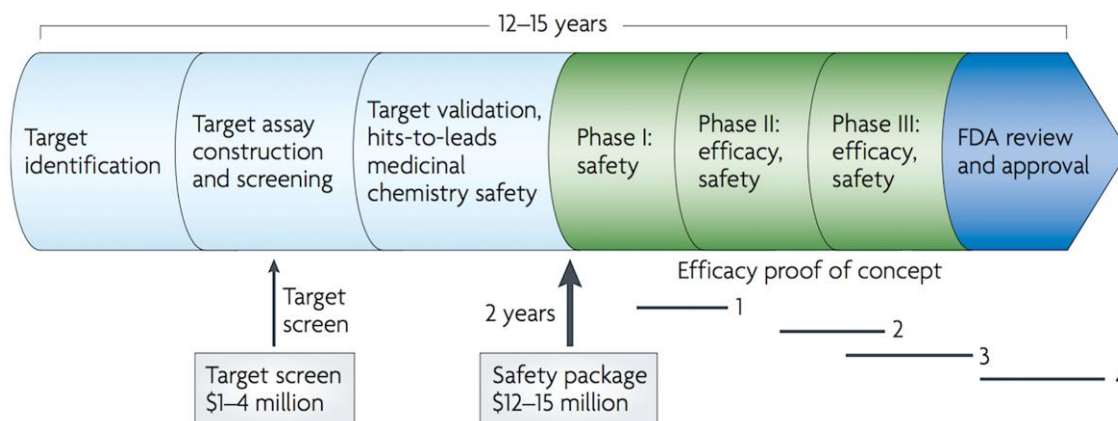 12–15 years
Target
identification
Target assay
construction
and screening
Target validation,
hits-to-leads
medicinal
chemistry safety
Phase I:
safety
Phase II:
efficacy,
safety
Phase III:
efficacy,
safety
FDA review
and approval
Target
screen
2 years
Efficacy proof of concept
1
2
3
Target screen
$1–4 million
Safety package
$12–15 million